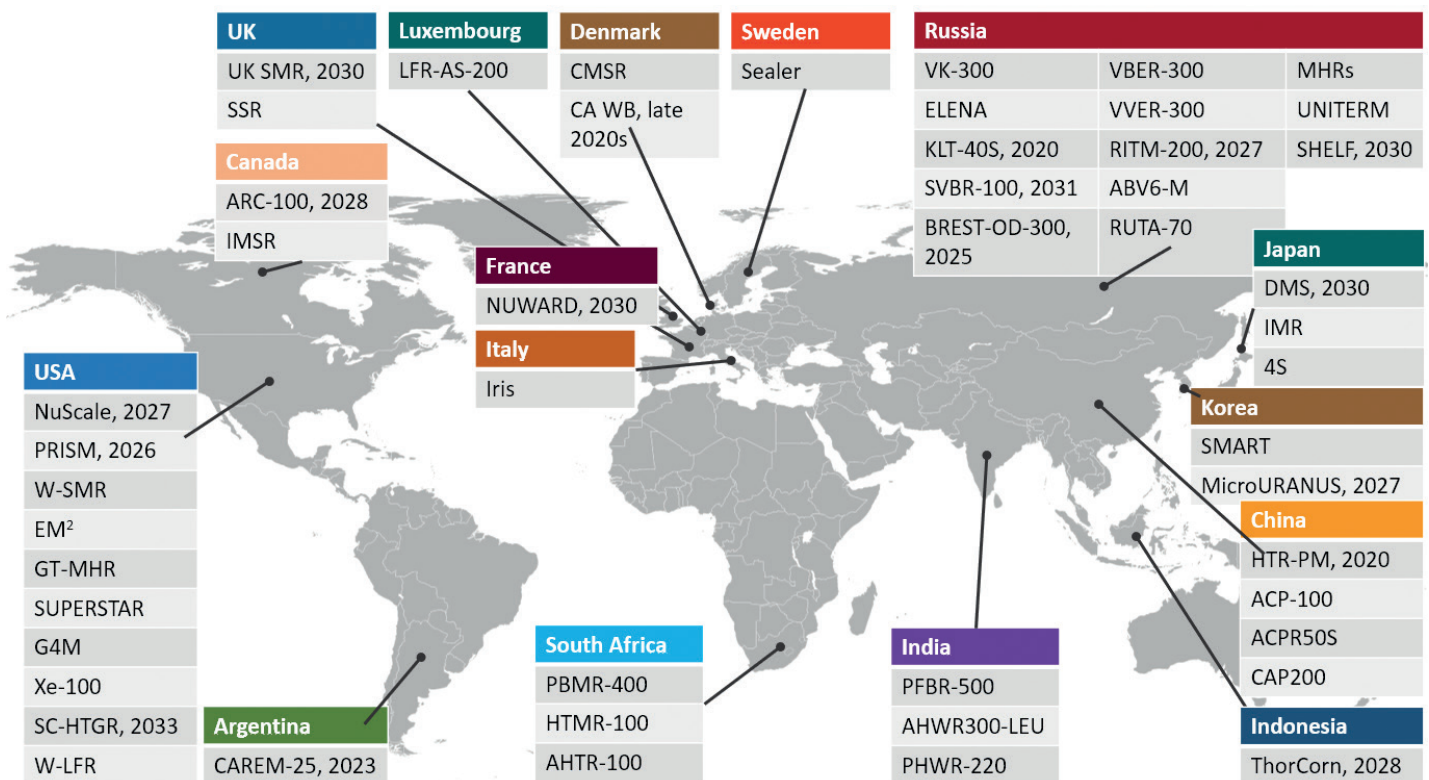 UK
UK SMR, 2030
SSR
Luxembourg
LFR-AS-200
Denmark
CMSR
CA WB, late
2020s
Sweden
Sealer
Russia
VK-300
VBER-300
MHRs
ELENA
VVER-300
UNITERM
KLT-40S, 2020
RITM-200, 2027
SHELF, 2030
SVBR-100, 2031
ABV6-M
BREST-OD-300,
2025
RUTA-70
Canada
ARC-100, 2028
IMSR
France
NUWARD, 2030
Italy
Iris
Japan
DMS, 2030
IMR
4S
Korea
SMART
MicroURANUS, 2027
USA
NuScale, 2027
PRISM, 2026
W-SMR
EM²
GT-MHR
SUPERSTAR
G4M
Xe-100
SC-HTGR, 2033
W-LFR
Argentina
CAREM-25, 2023
South Africa
PBMR-400
HTMR-100
AHTR-100
India
PFBR-500
AHWR300-LEU
PHWR-220
China
HTR-PM, 2020
ACP-100
ACPR50S
CAP200
Indonesia
ThorCorn, 2028